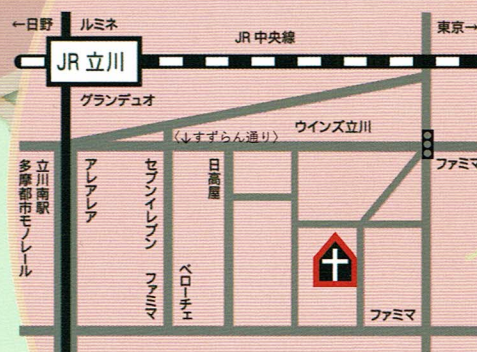 ←日野
ルミネ
JR 中央線
東京→
JR 立川
グランデュオ
ウインズ立川
(↓すずらん通り)
ファミマ
立川南駅
多摩都市モノレール
アレアレア
セブンイレブン
ファミマ
ベローチェ
日高屋
ファミマ